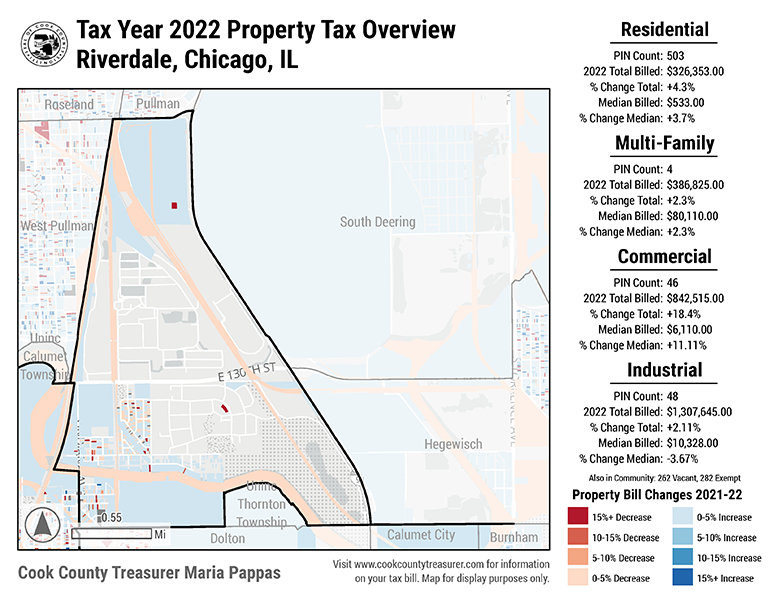 Tax Year 2022 Property Tax Overview
Riverdale, Chicago, IL
Roseland
Pullman
West Pullman
South Deering
Uninc
Calumet
Township
E 130TH ST
Hegewisch
Uninc
Thornton
Township
Dolton
Calumet City
Burnham
0.55
Mi
Cook County Treasurer Maria Pappas
Visit www.cookcountytreasurer.com for information
on your tax bill. Map for display purposes only.
Residential
PIN Count: 503
2022 Total Billed: $326,353.00
% Change Total: +4.3%
Median Billed: $533.00
% Change Median: +3.7%
Multi-Family
PIN Count: 4
2022 Total Billed: $386,825.00
% Change Total: +2.3%
Median Billed: $80,110.00
% Change Median: +2.3%
Commercial
PIN Count: 46
2022 Total Billed: $842,515.00
% Change Total: +18.4%
Median Billed: $6,110.00
% Change Median: +11.11%
Industrial
PIN Count: 48
2022 Total Billed: $1,307,645.00
% Change Total: +2.11%
Median Billed: $10,328.00
% Change Median: -3.67%
Also in Community: 262 Vacant, 282 Exempt
Property Bill Changes 2021-22
15%+ Decrease
10-15% Decrease
5-10% Decrease
0-5% Decrease
0-5% Increase
5-10% Increase
10-15% Increase
15%+ Increase